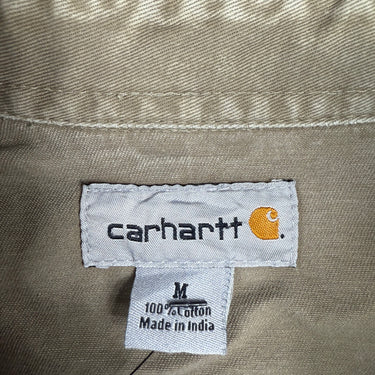 carhartt
M
100% Cotton
Made in India